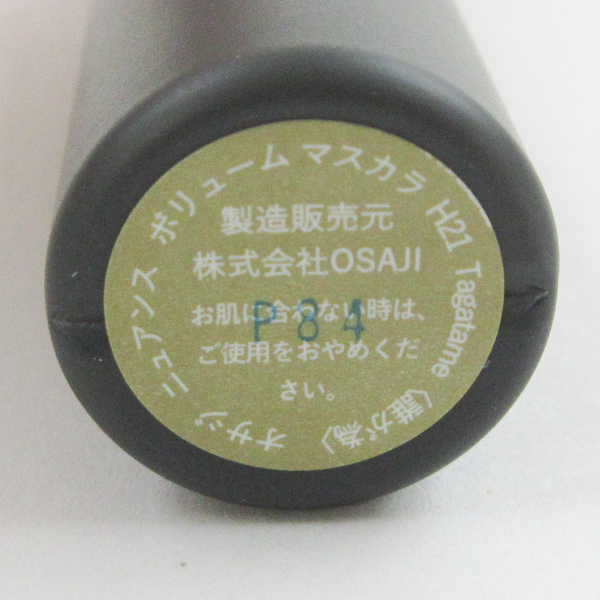 オサジ ニュアンス ボリューム マスカラ H21 Tagatame 〈誰が為〉
製造販売元
株式会社OSAJI
お肌に合わない時は、
P84
ご使用をおやめくだ
さい。